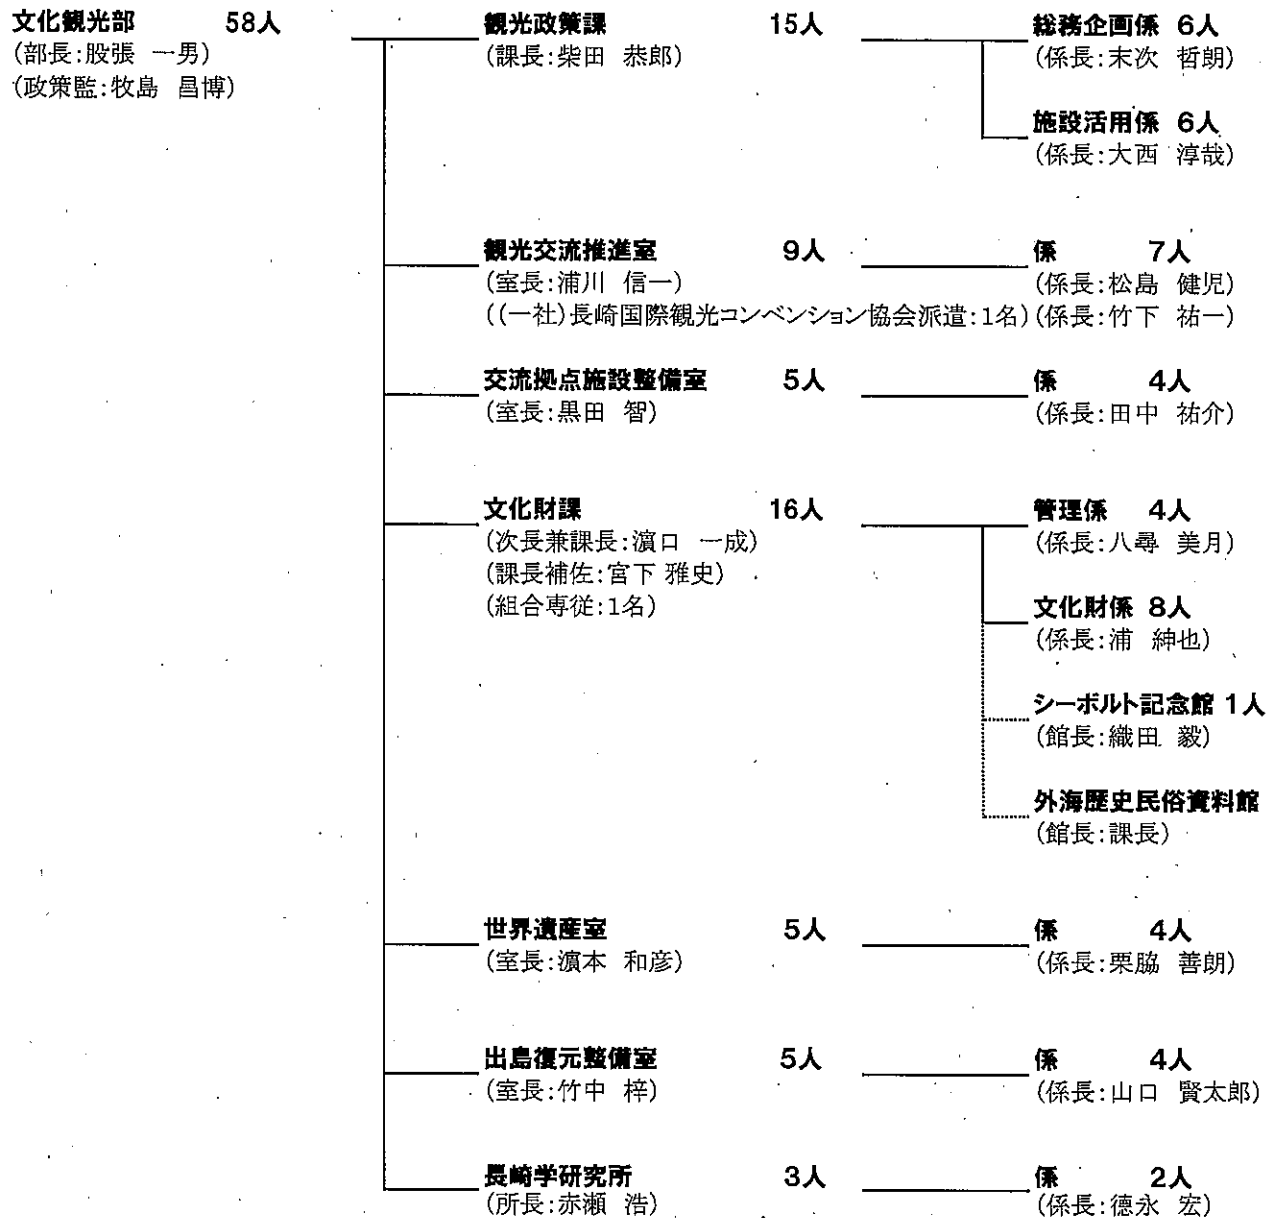 文化観光部 58人
(部長:股張 一男)
(政策監:牧島 昌博)
観光政策課 15人
(課長:柴田 恭郎)
総務企画係 6人
(係長:末次 哲朗)
施設活用係 6人
(係長:大西 淳哉)
観光交流推進室 9人
(室長:浦川 信一)
((一社)長崎国際観光コンベンション協会派遣:1名)
係 7人
(係長:松島 健児)
(係長:竹下 祐一)
交流拠点施設整備室 5人
(室長:黒田 智)
係 4人
(係長:田中 祐介)
文化財課 16人
(次長兼課長:濵口 一成)
(課長補佐:宮下 雅史)
(組合専従:1名)
管理係 4人
(係長:八尋 美月)
文化財係 8人
(係長:浦 紳也)
シーボルト記念館 1人
(館長:織田 毅)
外海歴史民俗資料館
(館長:課長)
世界遺産室 5人
(室長:濵本 和彦)
係 4人
(係長:栗脇 善朗)
出島復元整備室 5人
(室長:竹中 梓)
係 4人
(係長:山口 賢太郎)
長崎学研究所 3人
(所長:赤瀬 浩)
係 2人
(係長:德永 宏)